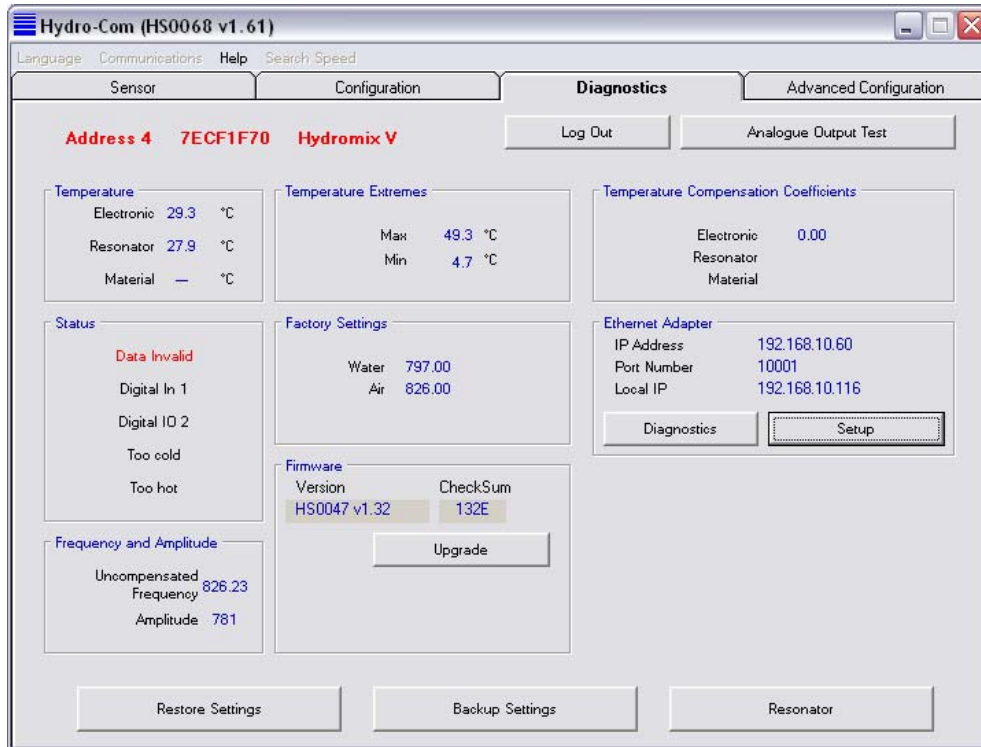 Hydro-Com (HS0068 v1.61)
Language Communications Help Search Speed
Sensor Configuration Diagnostics Advanced Configuration
Address 4 7ECF1F70 Hydromix V
Log Out Analogue Output Test
Temperature
Electronic 29.3 °C
Resonator 27.9 °C
Material — °C
Temperature Extremes
Max 49.3 °C
Min 4.7 °C
Temperature Compensation Coefficients
Electronic 0.00
Resonator
Material
Status
Data Invalid
Digital In 1
Digital IO 2
Too cold
Too hot
Factory Settings
Water 797.00
Air 826.00
Ethernet Adapter
IP Address 192.168.10.60
Port Number 10001
Local IP 192.168.10.116
Diagnostics Setup
Firmware
Version CheckSum
HS0047 v1.32 132E
Upgrade
Frequency and Amplitude
Uncompensated
Frequency 826.23
Amplitude 781
Restore Settings Backup Settings Resonator